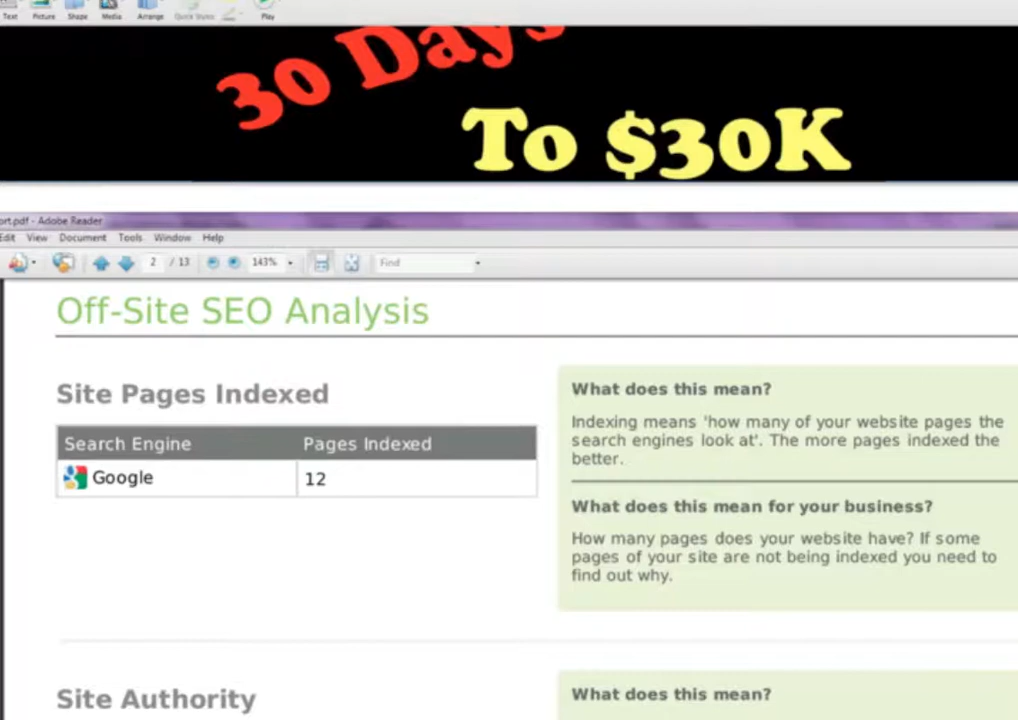 Text Picture Shape Media Arrange Quick Styles Play
30 Days
To $30K
ort.pdf - Adobe Reader
Edit View Document Tools Window Help
2 / 13 143% Find
Off-Site SEO Analysis
Site Pages Indexed
Search Engine Pages Indexed
Google 12
What does this mean?
Indexing means 'how many of your website pages the
search engines look at'. The more pages indexed the
better.
What does this mean for your business?
How many pages does your website have? If some
pages of your site are not being indexed you need to
find out why.
Site Authority
What does this mean?